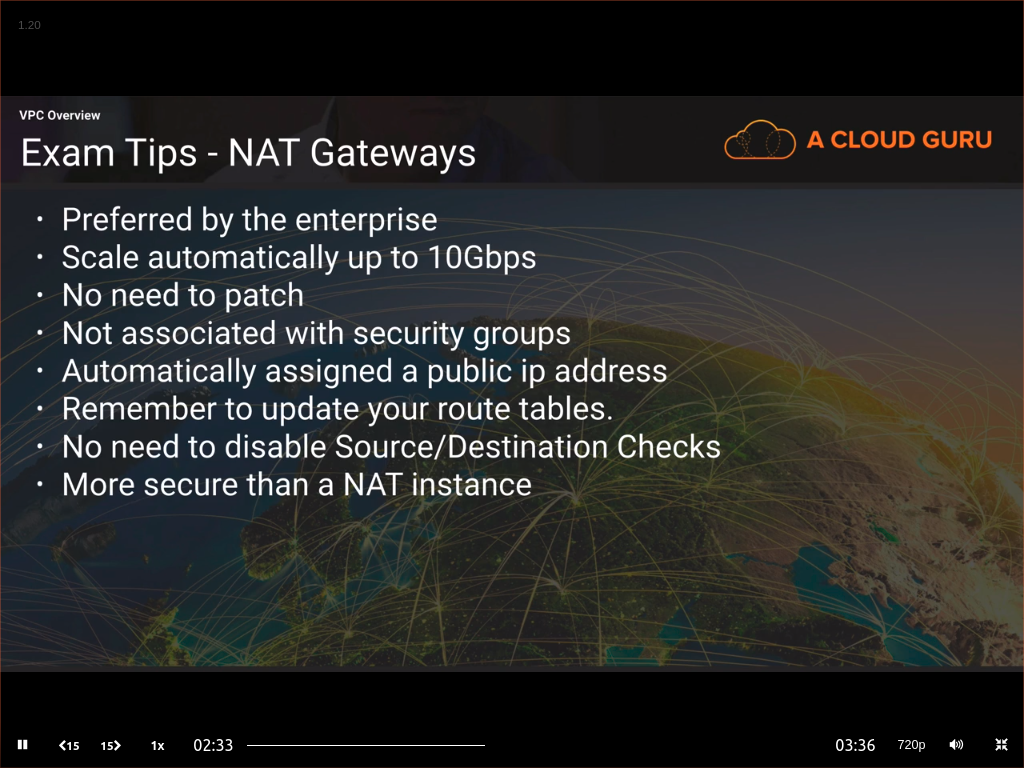 1.20
VPC Overview
Exam Tips - NAT Gateways
A CLOUD GURU
• Preferred by the enterprise
• Scale automatically up to 10Gbps
• No need to patch
• Not associated with security groups
• Automatically assigned a public ip address
• Remember to update your route tables.
• No need to disable Source/Destination Checks
• More secure than a NAT instance
15 15 1x 02:33 03:36 720p